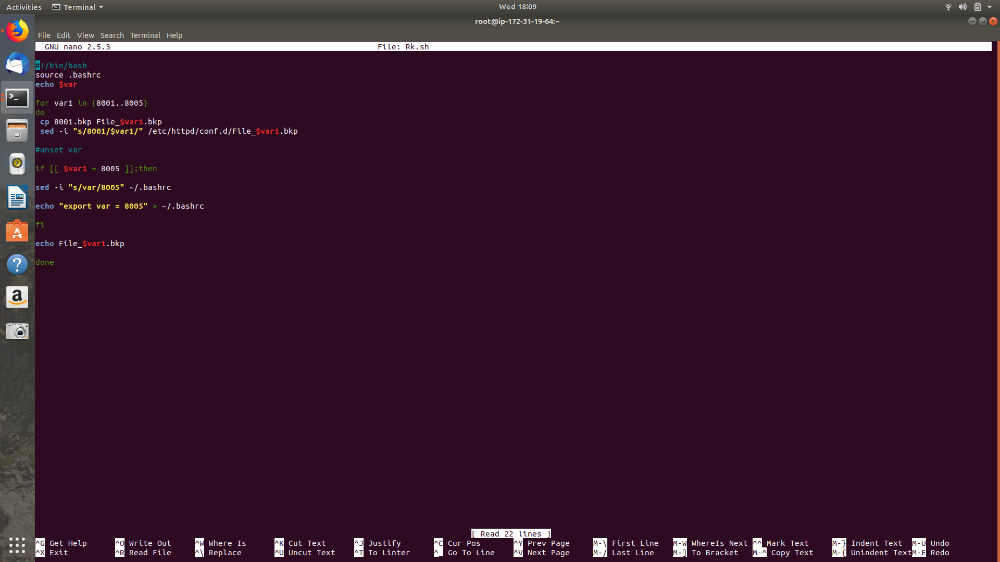 Activities Terminal Wed 18:09
root@ip-172-31-19-64:~
File Edit View Search Terminal Help
GNU nano 2.5.3 File: Rk.sh
#!/bin/bash
source .bashrc
echo $var
for var1 in {8001..8005}
do
cp 8001.bkp File_$var1.bkp
sed -i "s/8001/$var1/" /etc/httpd/conf.d/File_$var1.bkp
#unset var
if [[ $var1 = 8005 ]];then
sed -i "s/var/8005" ~/.bashrc
echo "export var = 8005" > ~/.bashrc
fi
echo File_$var1.bkp
done
[ Read 22 lines ]
^G Get Help ^O Write Out ^W Where Is ^K Cut Text ^J Justify ^C Cur Pos ^Y Prev Page M-\ First Line M-W WhereIs Next ^^ Mark Text M-} Indent Text M-U Undo
^X Exit ^R Read File ^\ Replace ^U Uncut Text ^T To Linter ^_ Go To Line ^V Next Page M-/ Last Line M-] To Bracket M-^ Copy Text M-{ Unindent Text M-E Redo